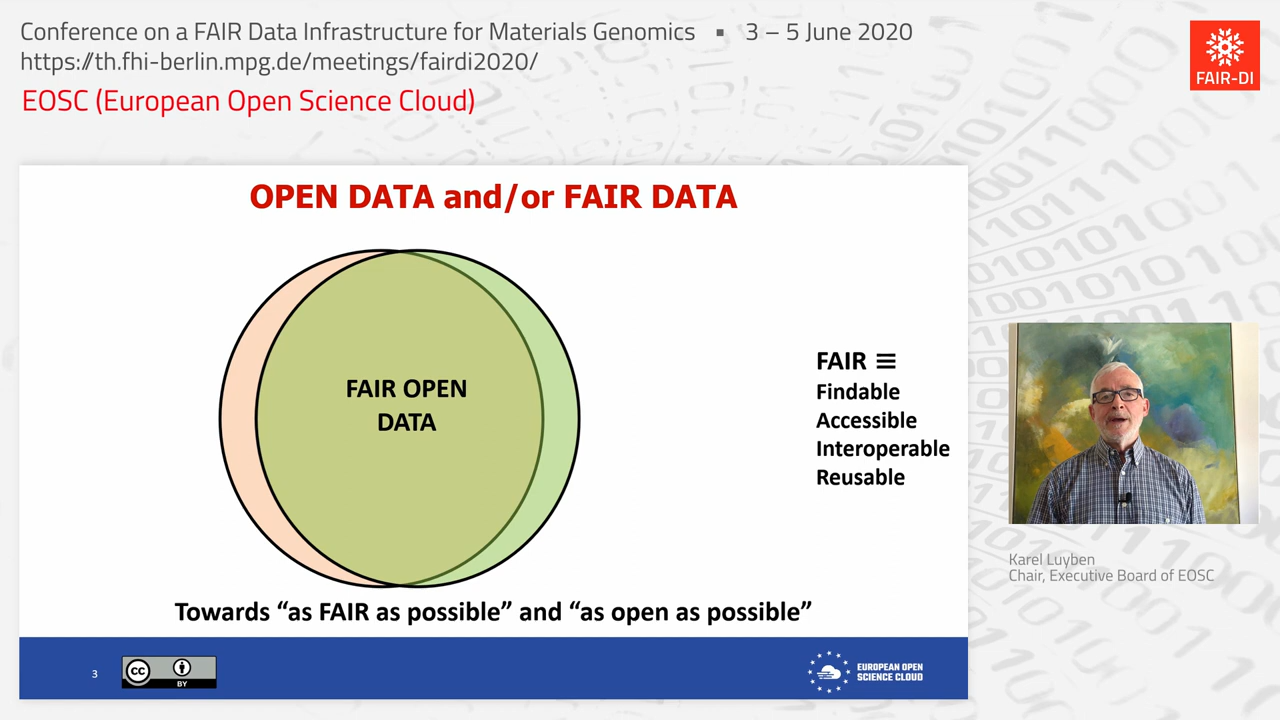 Conference on a FAIR Data Infrastructure for Materials Genomics ▪ 3 – 5 June 2020
https://th.fhi-berlin.mpg.de/meetings/fairdi2020/
EOSC (European Open Science Cloud)
FAIR-DI
OPEN DATA and/or FAIR DATA
FAIR OPEN
DATA
FAIR ≡
Findable
Accessible
Interoperable
Reusable
Towards “as FAIR as possible” and “as open as possible”
3
cc
BY
EUROPEAN OPEN
SCIENCE CLOUD
Karel Luyben
Chair, Executive Board of EOSC